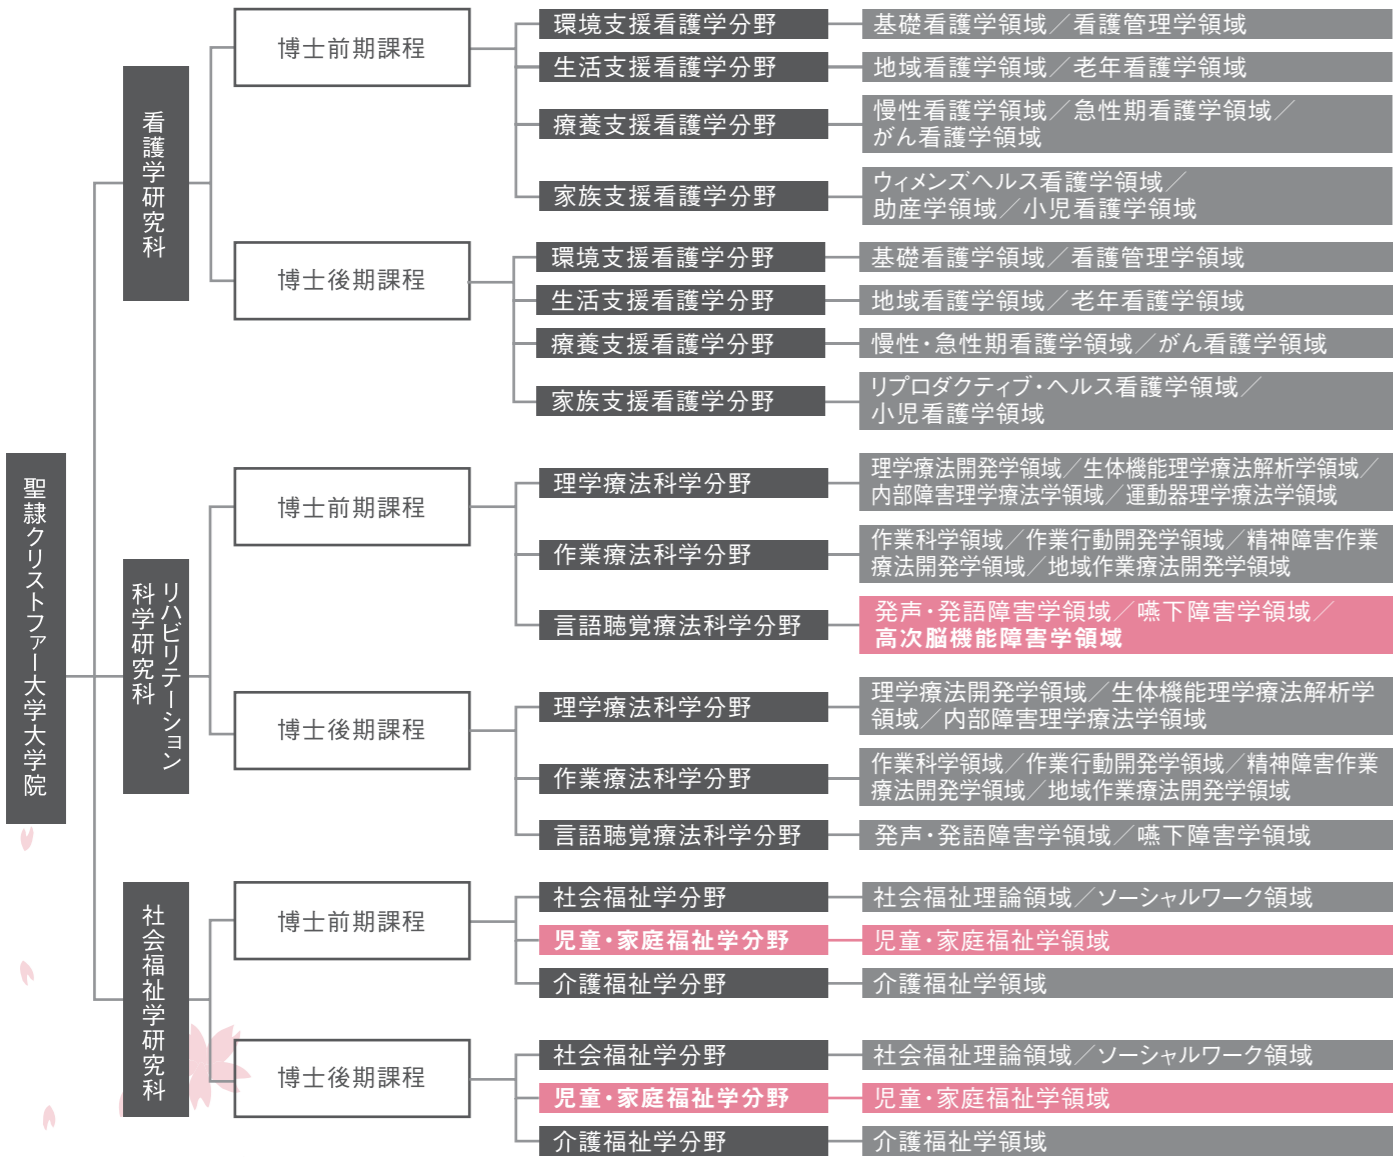 聖隷クリストファー大学大学院
看護学研究科
博士前期課程
環境支援看護学分野
基礎看護学領域／看護管理学領域
生活支援看護学分野
地域看護学領域／老年看護学領域
療養支援看護学分野
慢性看護学領域／急性期看護学領域／
がん看護学領域
家族支援看護学分野
ウィメンズヘルス看護学領域／
助産学領域／小児看護学領域
博士後期課程
環境支援看護学分野
基礎看護学領域／看護管理学領域
生活支援看護学分野
地域看護学領域／老年看護学領域
療養支援看護学分野
慢性・急性期看護学領域／がん看護学領域
家族支援看護学分野
リプロダクティブ・ヘルス看護学領域／
小児看護学領域
リハビリテーション
科学研究科
博士前期課程
理学療法科学分野
理学療法開発学領域／生体機能理学療法解析学領域／
内部障害理学療法学領域／運動器理学療法学領域
作業療法科学分野
作業科学領域／作業行動開発学領域／精神障害作業
療法開発学領域／地域作業療法開発学領域
言語聴覚療法科学分野
発声・発語障害学領域／嚥下障害学領域／
高次脳機能障害学領域
博士後期課程
理学療法科学分野
理学療法開発学領域／生体機能理学療法解析学
領域／内部障害理学療法学領域
作業療法科学分野
作業科学領域／作業行動開発学領域／精神障害作業
療法開発学領域／地域作業療法開発学領域
言語聴覚療法科学分野
発声・発語障害学領域／嚥下障害学領域
社会福祉学研究科
博士前期課程
社会福祉学分野
社会福祉理論領域／ソーシャルワーク領域
児童・家庭福祉学分野
児童・家庭福祉学領域
介護福祉学分野
介護福祉学領域
博士後期課程
社会福祉学分野
社会福祉理論領域／ソーシャルワーク領域
児童・家庭福祉学分野
児童・家庭福祉学領域
介護福祉学分野
介護福祉学領域